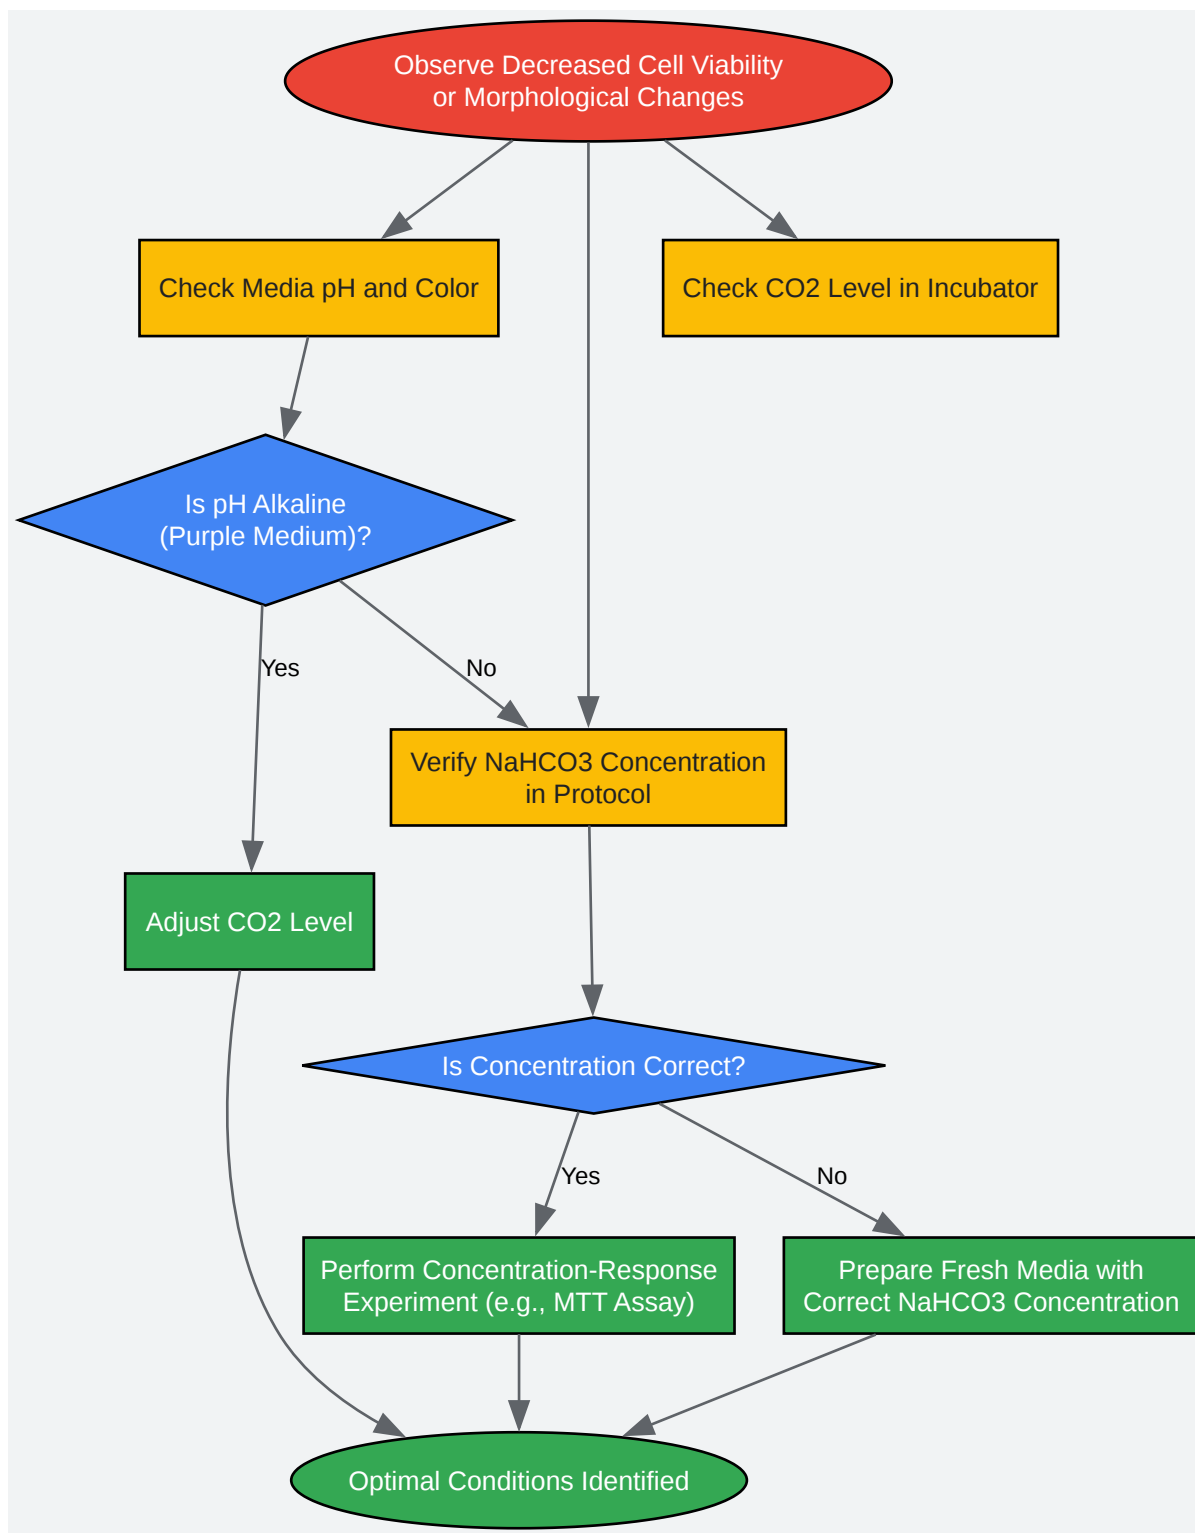 Observe Decreased Cell Viability
or Morphological Changes
Check Media pH and Color
Check CO2 Level in Incubator
Is pH Alkaline
(Purple Medium)?
Yes
No
Verify NaHCO3 Concentration
in Protocol
Adjust CO2 Level
Is Concentration Correct?
Yes
No
Perform Concentration-Response
Experiment (e.g., MTT Assay)
Prepare Fresh Media with
Correct NaHCO3 Concentration
Optimal Conditions Identified